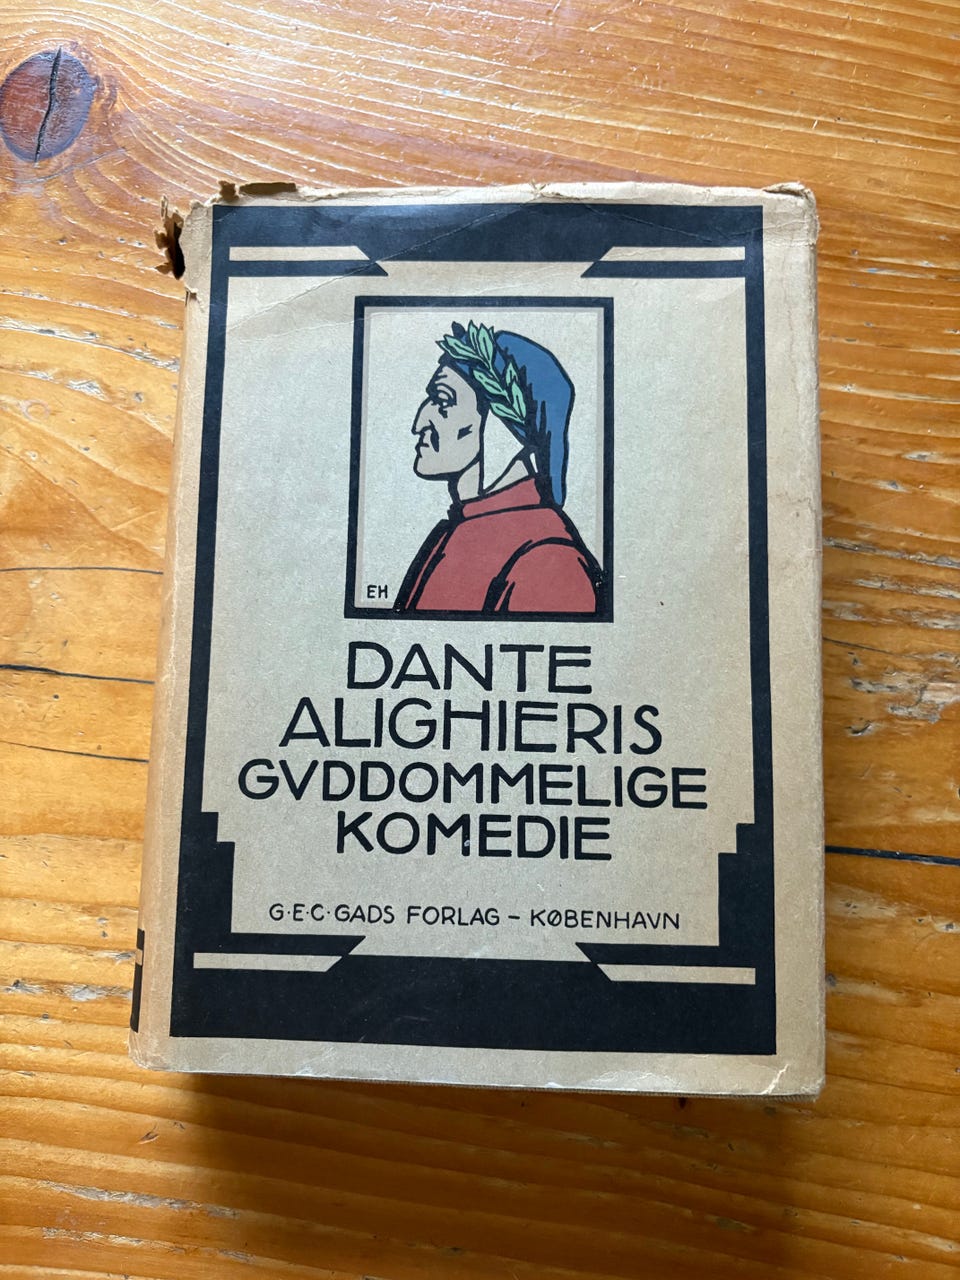 EH
DANTE
ALIGHIERIS
GVDDOMMELIGE
KOMEDIE
G·E·C·GADS FORLAG – KØBENHAVN